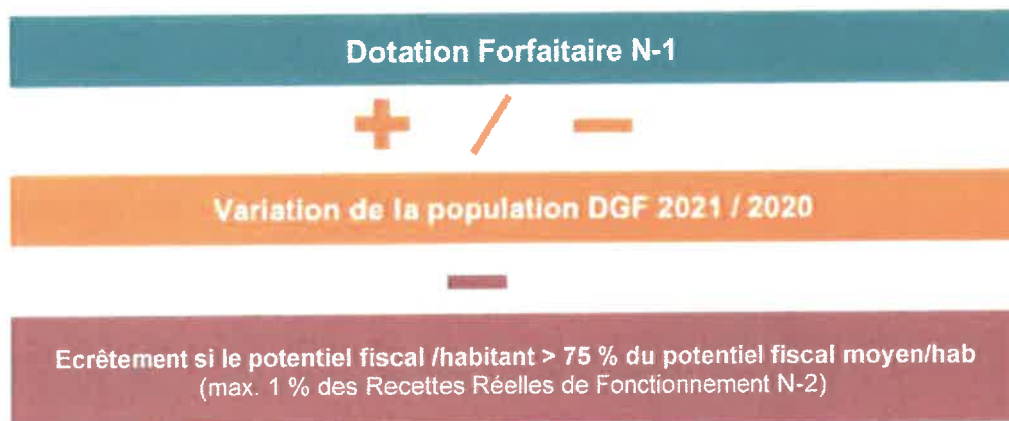 Dotation Forfaitaire N-1
+ / −
Variation de la population DGF 2021 / 2020
−
Ecrêtement si le potentiel fiscal /habitant > 75 % du potentiel fiscal moyen/hab
(max. 1 % des Recettes Réelles de Fonctionnement N-2)